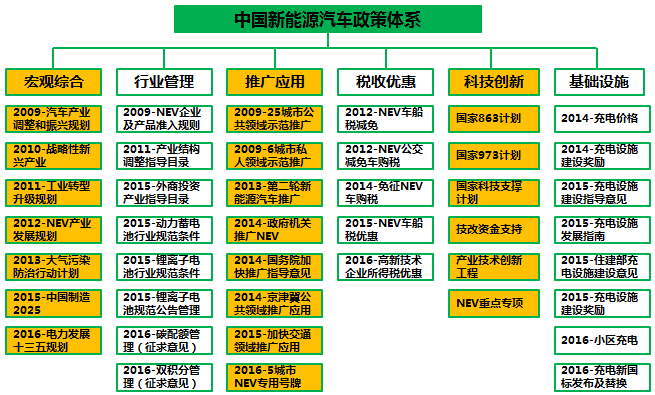 中国新能源汽车政策体系
宏观综合
2009-汽车产业
调整和振兴规划
2010-战略性新
兴产业
2011-工业转型
升级规划
2012-NEV产业
发展规划
2013-大气污染
防治行动计划
2015-中国制造
2025
2016-电力发展
十三五规划
行业管理
2009-NEV企业
及产品准入规则
2011-产业结构
调整指导目录
2015-外商投资
产业指导目录
2015-动力蓄电
池行业规范条件
2015-锂离子电
池行业规范条件
2015-锂离子电
池规范公告管理
2016-碳配额管
理（征求意见）
2016-双积分管
理（征求意见）
推广应用
2009-25城市公
共领域示范推广
2009-6城市私
人领域示范推广
2013-第二轮新
能源汽车推广
2014-政府机关
推广NEV
2014-国务院加
快推广指导意见
2014-京津冀公
共领域推广应用
2015-加快交通
领域推广应用
2016-5城市
NEV专用号牌
税收优惠
2012-NEV车船
税减免
2012-NEV公交
减免车购税
2014-免征NEV
车购税
2015-NEV车船
税优惠
2016-高新技术
企业所得税优惠
科技创新
国家863计划
国家973计划
国家科技支撑
计划
技改资金支持
产业技术创新
工程
NEV重点专项
基础设施
2014-充电价格
2014-充电设施
建设奖励
2015-充电设施
建设指导意见
2015-充电设施
发展指南
2015-住建部充
电设施建设意见
2015-充电设施
建设奖励
2016-小区充电
2016-充电新国
标发布及替换